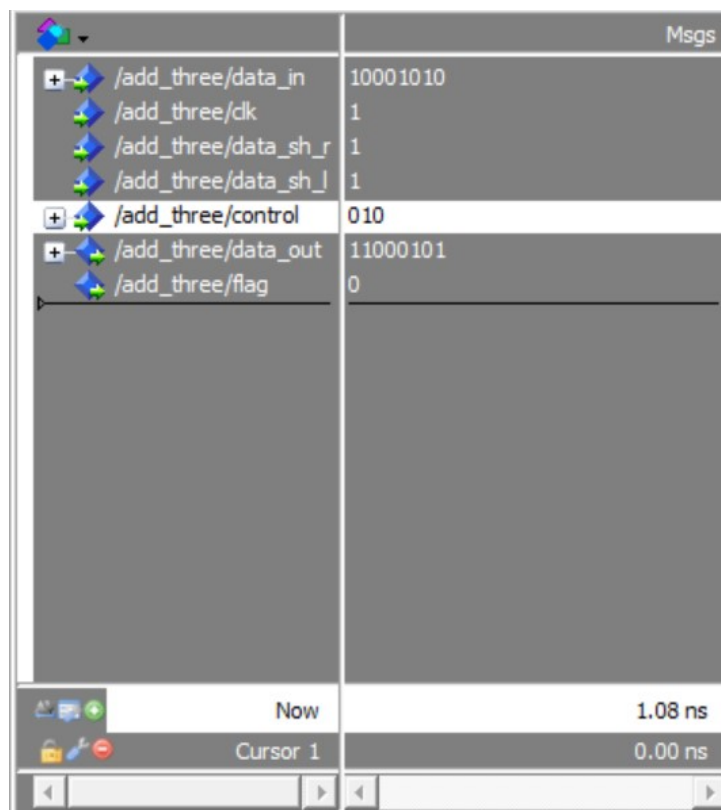 Msgs
/add_three/data_in 10001010
/add_three/clk 1
/add_three/data_sh_r 1
/add_three/data_sh_l 1
/add_three/control 010
/add_three/data_out 11000101
/add_three/flag 0
Now 1.08 ns
Cursor 1 0.00 ns